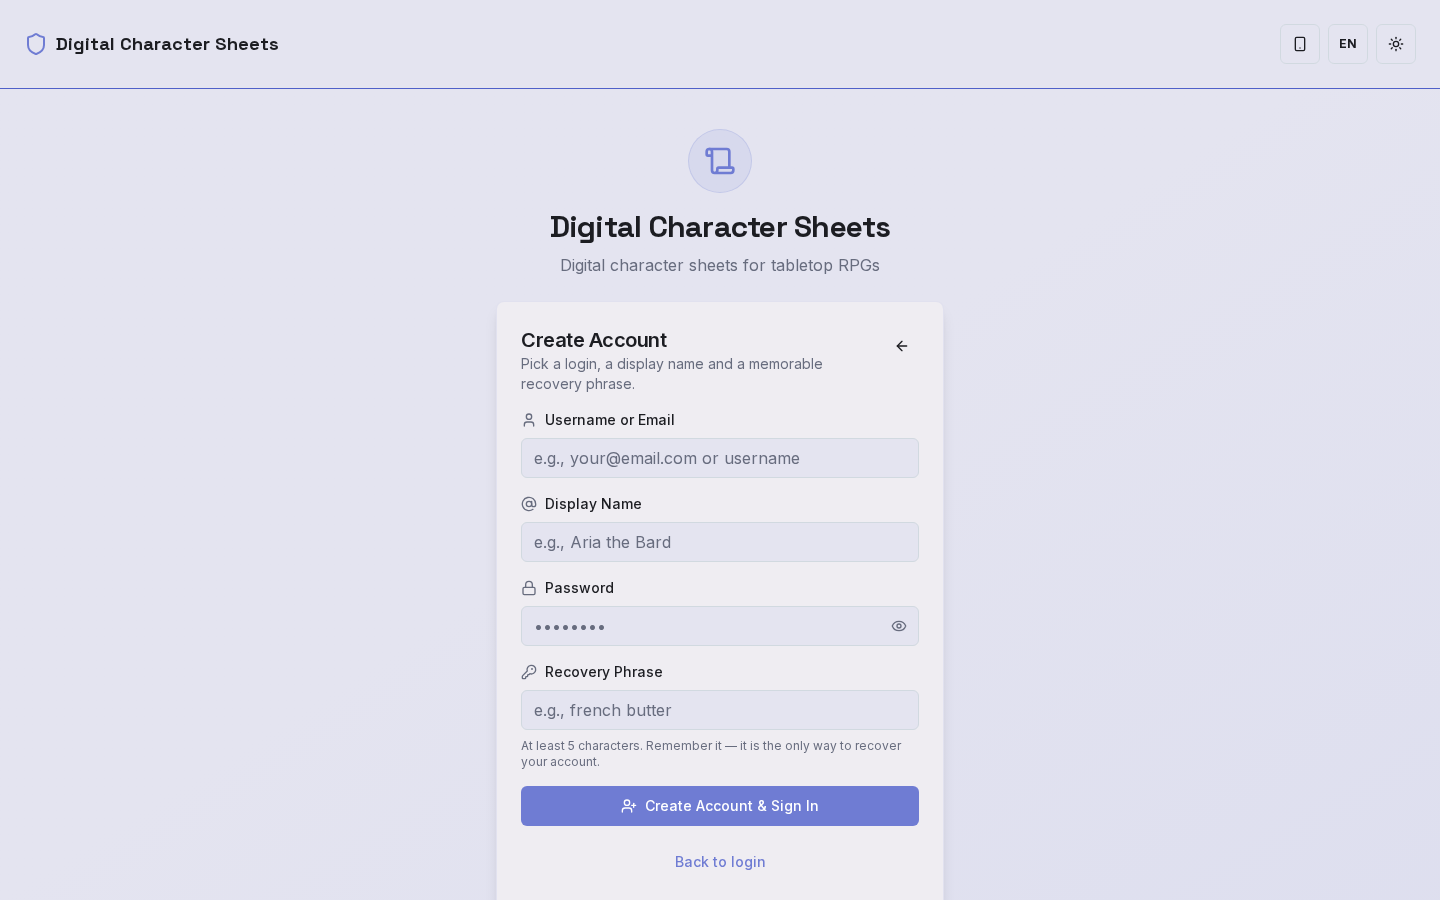 Digital Character Sheets
EN
Digital Character Sheets
Digital character sheets for tabletop RPGs
Create Account
Pick a login, a display name and a memorable
recovery phrase.
Username or Email
e.g., your@email.com or username
Display Name
e.g., Aria the Bard
Password
••••••••
Recovery Phrase
e.g., french butter
At least 5 characters. Remember it — it is the only way to recover
your account.
Create Account & Sign In
Back to login